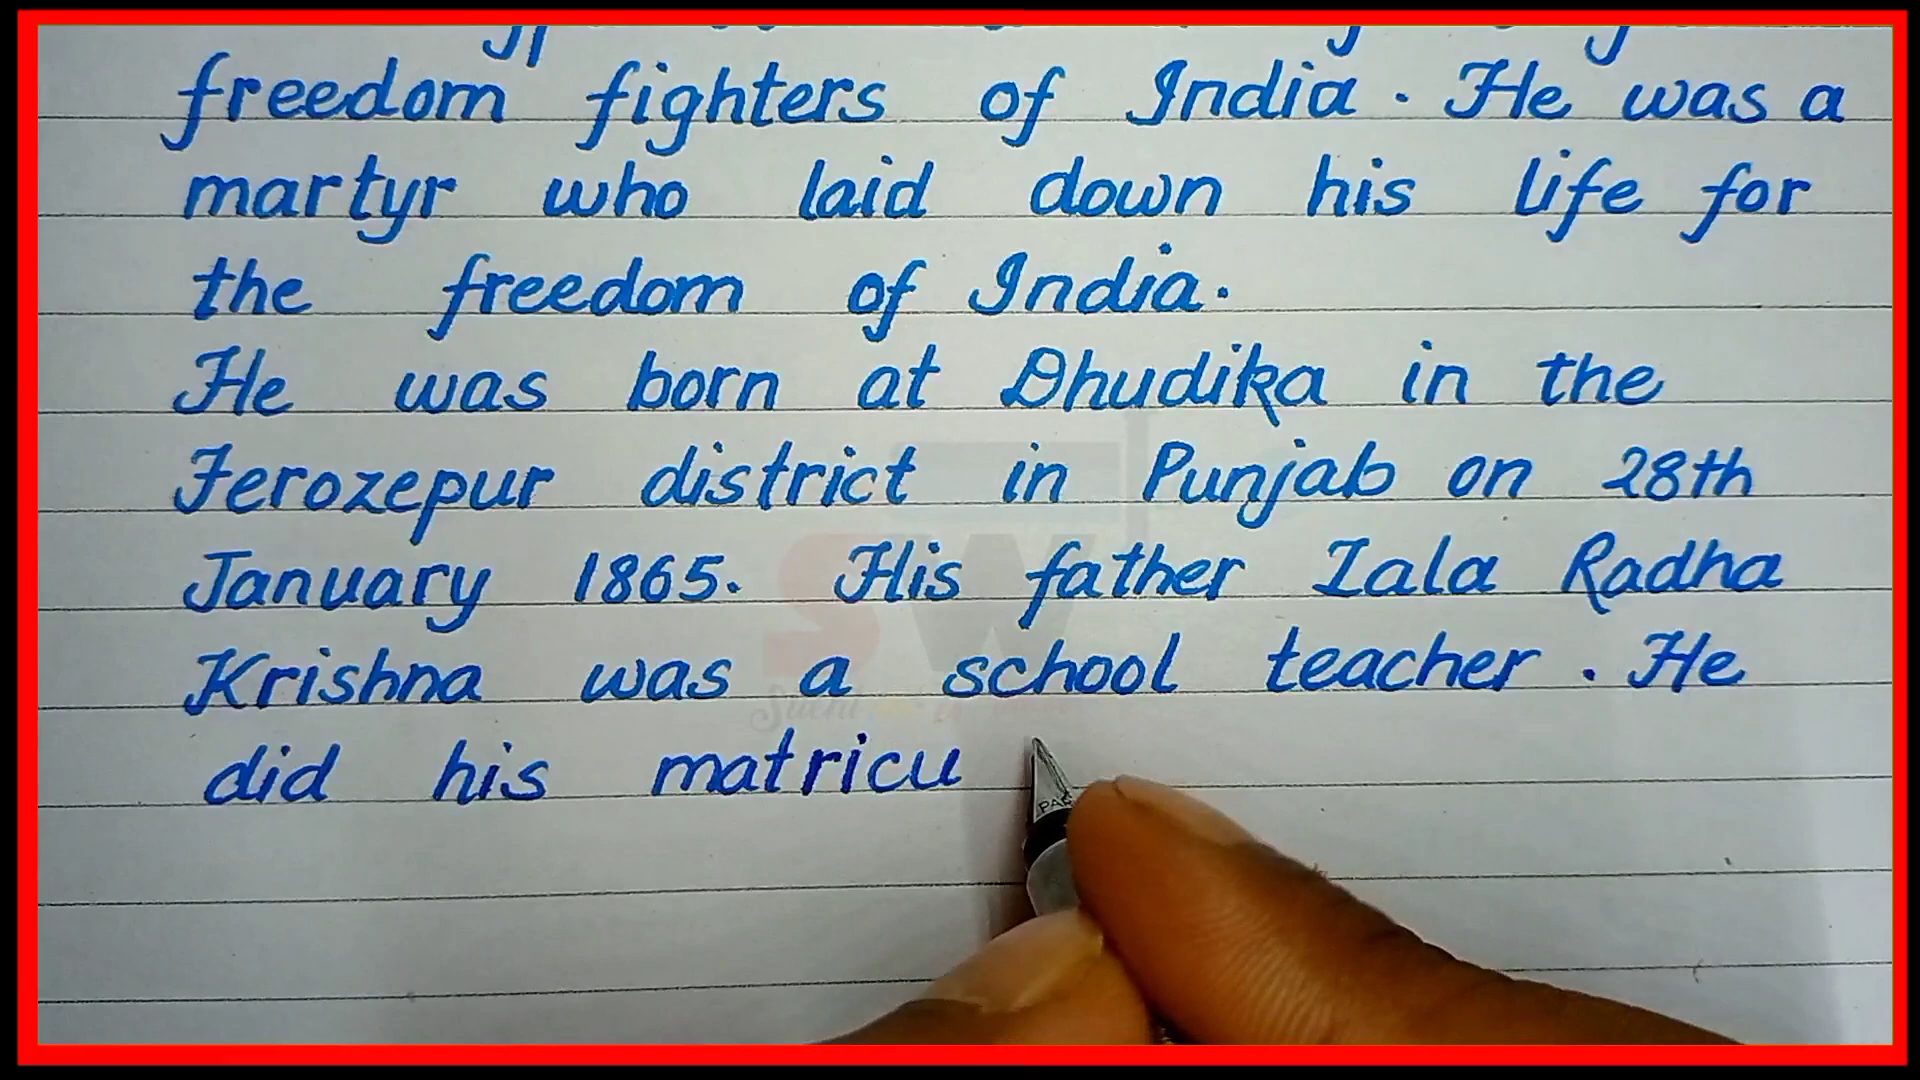 freedom fighters of India. He was a
martyr who laid down his life for
the freedom of India.
He was born at Dhudika in the
Ferozepur district in Punjab on 28th
January 1865. His father Lala Radha
Krishna was a school teacher. He
did his matricu